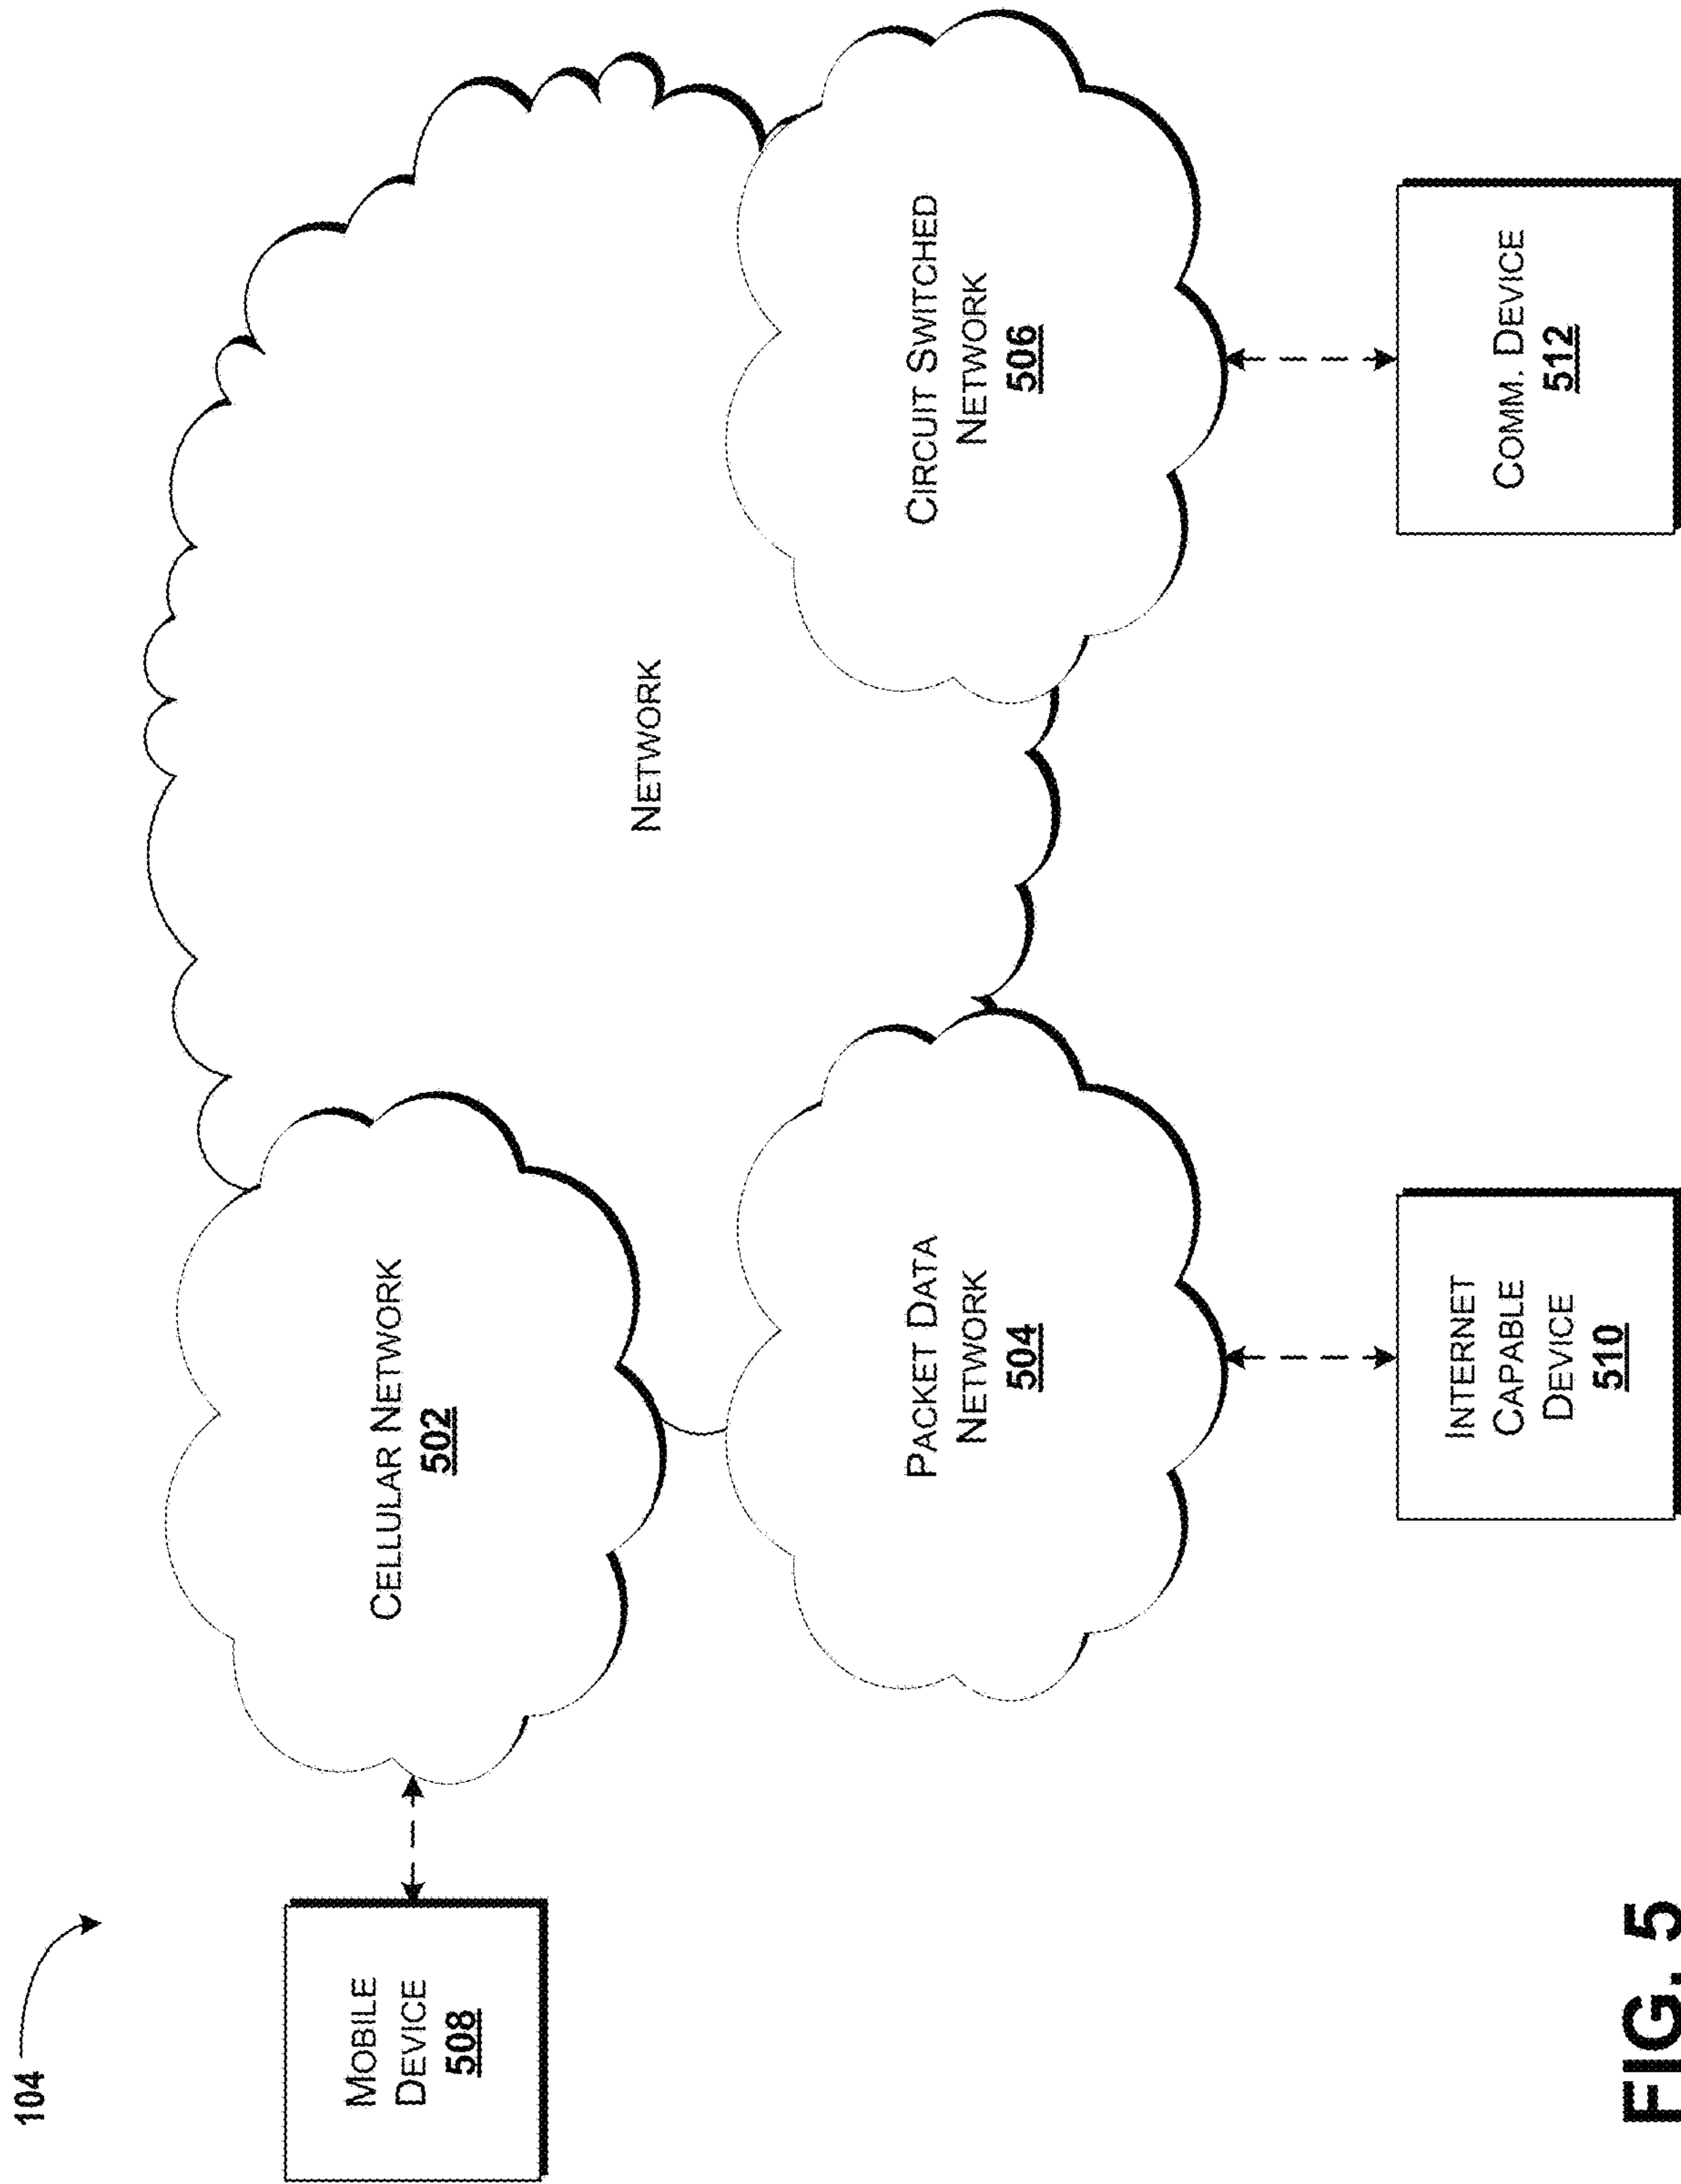 104
NETWORK
CELLULAR NETWORK
502
MOBILE
DEVICE
508
PACKET DATA
NETWORK
504
CIRCUIT SWITCHED
NETWORK
506
INTERNET
CAPABLE
DEVICE
510
COMM. DEVICE
512
FIG. 5